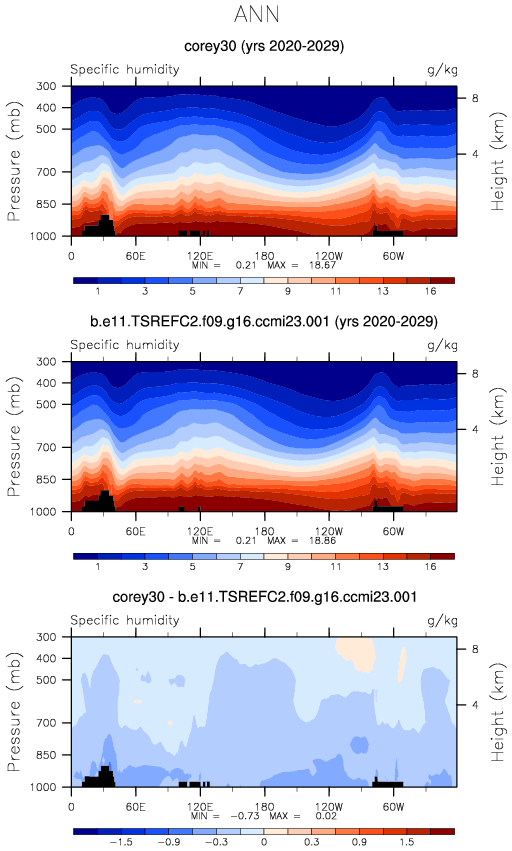 ANN
corey30 (yrs 2020-2029)
Specific humidity g/kg
300
400
500
700
850
1000
Pressure (mb)
8
4
Height (km)
0 60E 120E 180 120W 60W
MIN = 0.21 MAX = 18.67
1 3 5 7 9 11 13 16
b.e11.TSREFC2.f09.g16.ccmi23.001 (yrs 2020-2029)
Specific humidity g/kg
300
400
500
700
850
1000
Pressure (mb)
8
4
Height (km)
0 60E 120E 180 120W 60W
MIN = 0.21 MAX = 18.86
1 3 5 7 9 11 13 16
corey30 - b.e11.TSREFC2.f09.g16.ccmi23.001
Specific humidity g/kg
300
400
500
700
850
1000
Pressure (mb)
8
4
Height (km)
0 60E 120E 180 120W 60W
MIN = -0.73 MAX = 0.02
-1.5 -0.9 -0.3 0 0.3 0.9 1.5